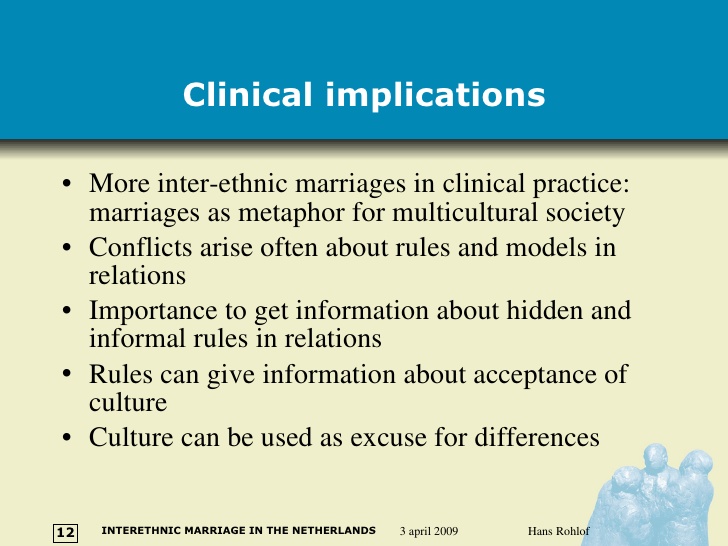 Clinical implications
• More inter-ethnic marriages in clinical practice:
marriages as metaphor for multicultural society
• Conflicts arise often about rules and models in
relations
• Importance to get information about hidden and
informal rules in relations
• Rules can give information about acceptance of
culture
• Culture can be used as excuse for differences
12 INTERETHNIC MARRIAGE IN THE NETHERLANDS 3 april 2009 Hans Rohlof